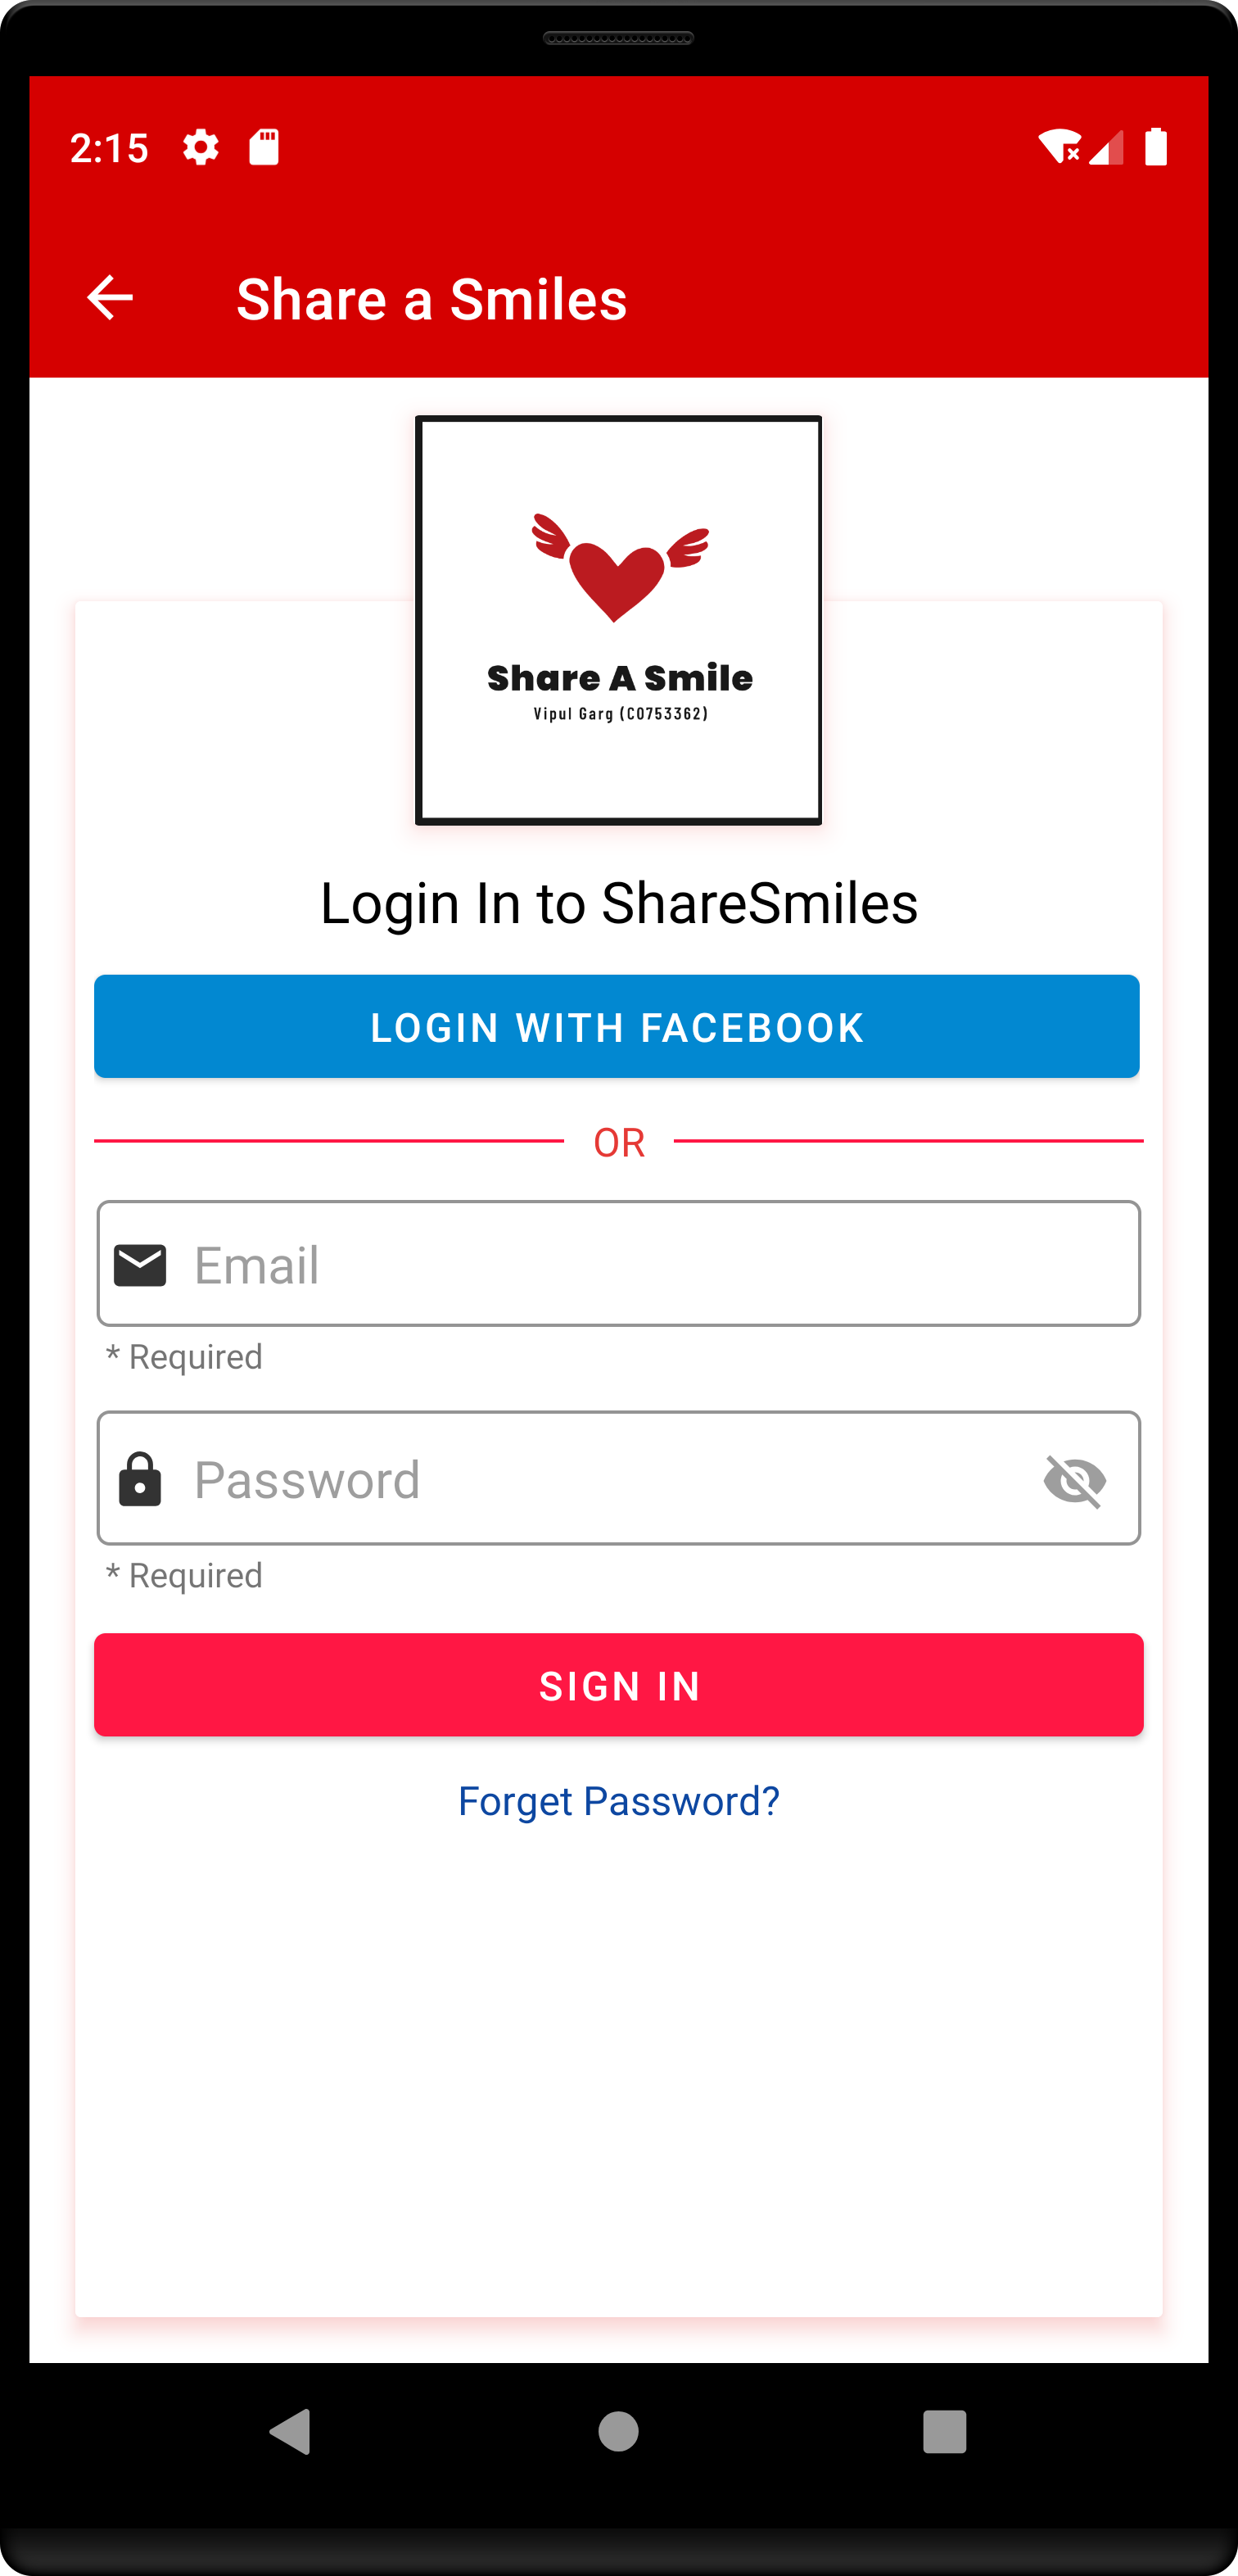 2:15
Share a Smiles
Share A Smile
Vipul Garg (C0753362)
Login In to ShareSmiles
LOGIN WITH FACEBOOK
OR
Email
* Required
Password
* Required
SIGN IN
Forget Password?